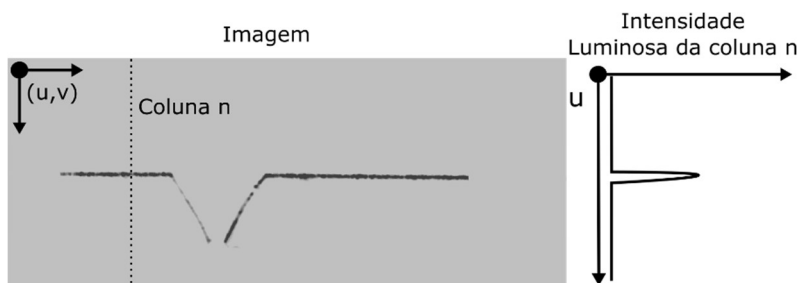 Imagem
(u,v)
Coluna n
Intensidade
Luminosa da coluna n
u